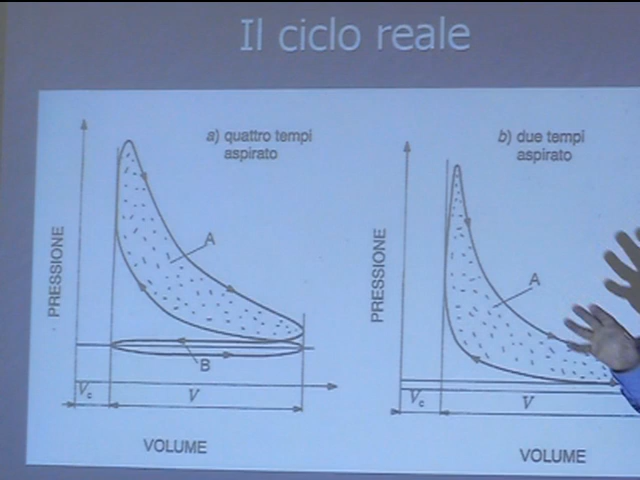 Il ciclo reale
a) quattro tempi
aspirato
PRESSIONE
A
B
Vc
V
VOLUME
b) due tempi
aspirato
PRESSIONE
A
Vc
V
VOLUME